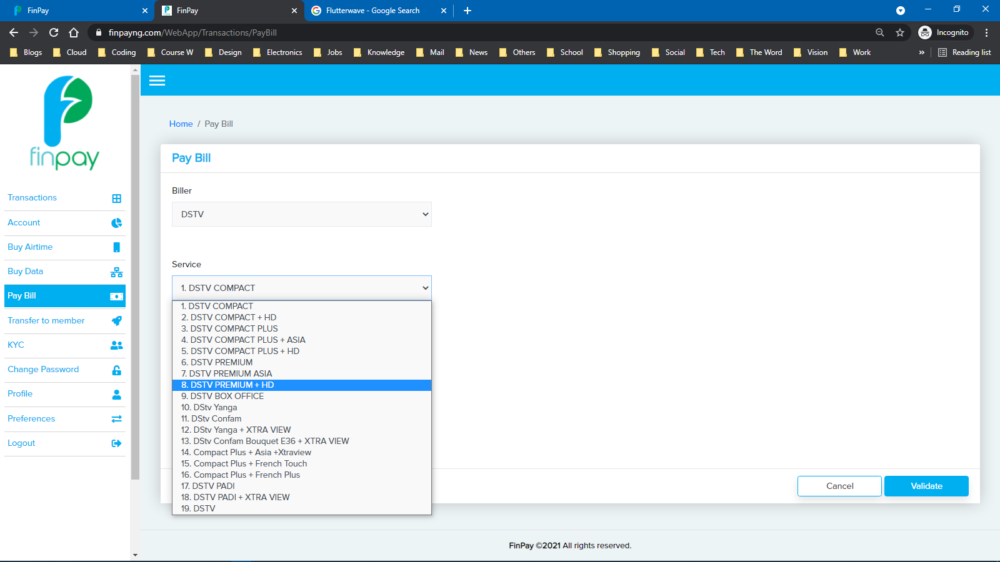 FinPay
FinPay
Flutterwave - Google Search
finpayng.com/WebApp/Transactions/PayBill
Incognito
Blogs
Cloud
Coding
Course W
Design
Electronics
Jobs
Knowledge
Mail
News
Others
School
Shopping
Social
Tech
The Word
Vision
Work
»
Reading list
finpay
Transactions
Account
Buy Airtime
Buy Data
Pay Bill
Transfer to member
KYC
Change Password
Profile
Preferences
Logout
Home / Pay Bill
Pay Bill
Biller
DSTV
Service
1. DSTV COMPACT
1. DSTV COMPACT
2. DSTV COMPACT + HD
3. DSTV COMPACT PLUS
4. DSTV COMPACT PLUS + ASIA
5. DSTV COMPACT PLUS + HD
6. DSTV PREMIUM
7. DSTV PREMIUM ASIA
8. DSTV PREMIUM + HD
9. DSTV BOX OFFICE
10. DStv Yanga
11. DStv Confam
12. DStv Yanga + XTRA VIEW
13. DStv Confam Bouquet E36 + XTRA VIEW
14. Compact Plus + Asia +Xtraview
15. Compact Plus + French Touch
16. Compact Plus + French Plus
17. DSTV PADI
18. DSTV PADI + XTRA VIEW
19. DSTV
Cancel
Validate
FinPay ©2021 All rights reserved.